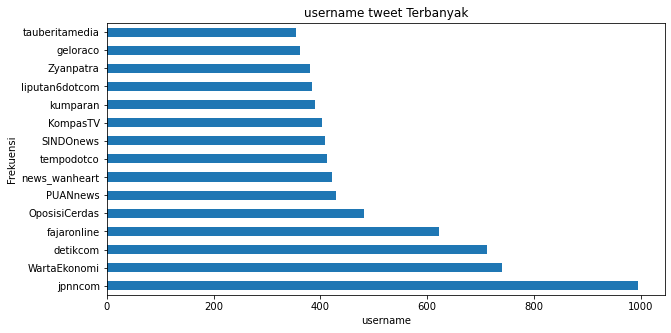 username tweet Terbanyak
Frekuensi
tauberitamedia
geloraco
Zyanpatra
liputan6dotcom
kumparan
KompasTV
SINDOnews
tempodotco
news_wanheart
PUANnews
OposisiCerdas
fajaronline
detikcom
WartaEkonomi
jpnncom
0 200 400 600 800 1000
username